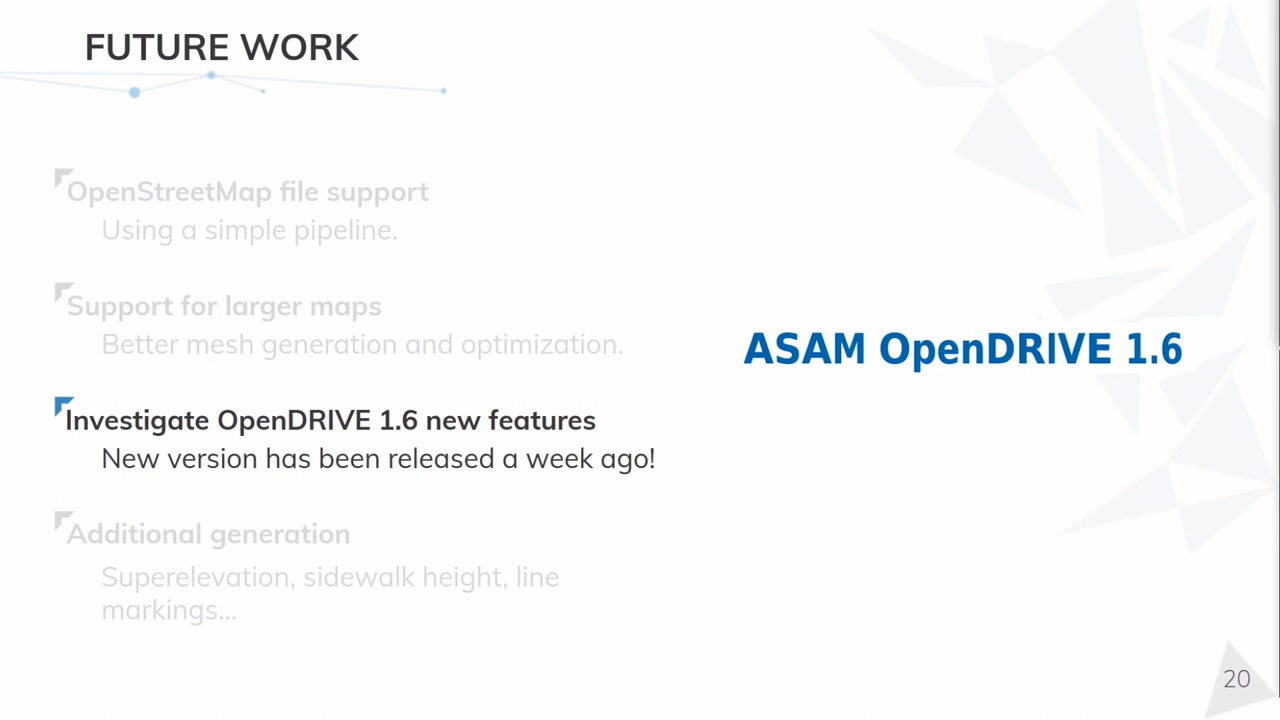 FUTURE WORK
OpenStreetMap file support
Using a simple pipeline.
Support for larger maps
Better mesh generation and optimization.
ASAM OpenDRIVE 1.6
Investigate OpenDRIVE 1.6 new features
New version has been released a week ago!
Additional generation
Superelevation, sidewalk height, line
markings...
20